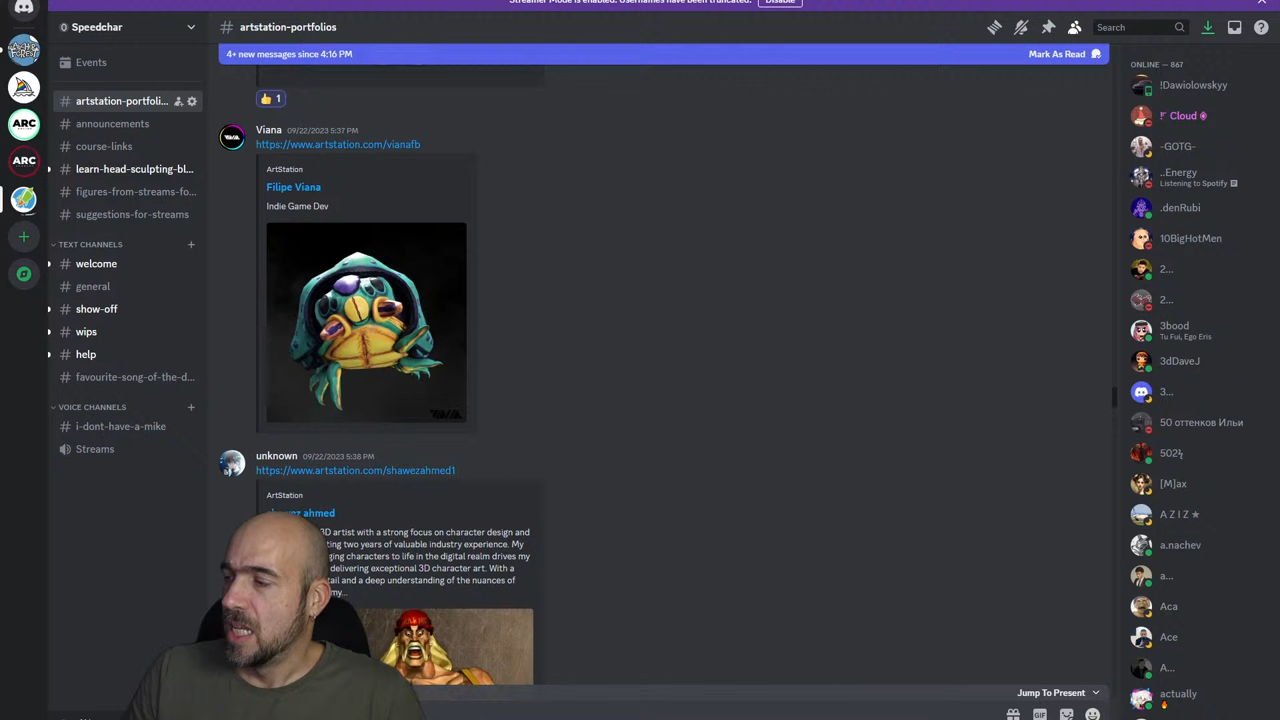 Streamer Mode is enabled. Usernames have been truncated. Disable
Speedchar
# artstation-portfolios
Search
4+ new messages since 4:16 PM
Mark As Read
Events
# artstation-portfolio...
# announcements
# course-links
# learn-head-sculpting-bl...
# figures-from-streams-fo...
# suggestions-for-streams
TEXT CHANNELS
# welcome
# general
# show-off
# wips
# help
# favourite-song-of-the-d...
VOICE CHANNELS
# i-dont-have-a-mike
Streams
ARC
ARC
👍 1
Viana 09/22/2023 5:37 PM
https://www.artstation.com/vianafb
ArtStation
Filipe Viana
Indie Game Dev
unknown 09/22/2023 5:38 PM
https://www.artstation.com/shawezahmed1
ArtStation
ahmed
3D artist with a strong focus on character design and
two years of valuable industry experience. My
characters to life in the digital realm drives my
delivering exceptional 3D character art. With a
and a deep understanding of the nuances of
Jump To Present
GIF
ONLINE — 867
!Dawiolowskyy
Cloud
-GOTG-
..Energy
Listening to Spotify
.denRubi
10BigHotMen
2...
2...
3bood
Tu Fui, Ego Eris
3dDaveJ
3...
50 оттенков Ильи
[M]ax
A Z I Z ★
a.nachev
a...
Aca
Ace
A...
actually